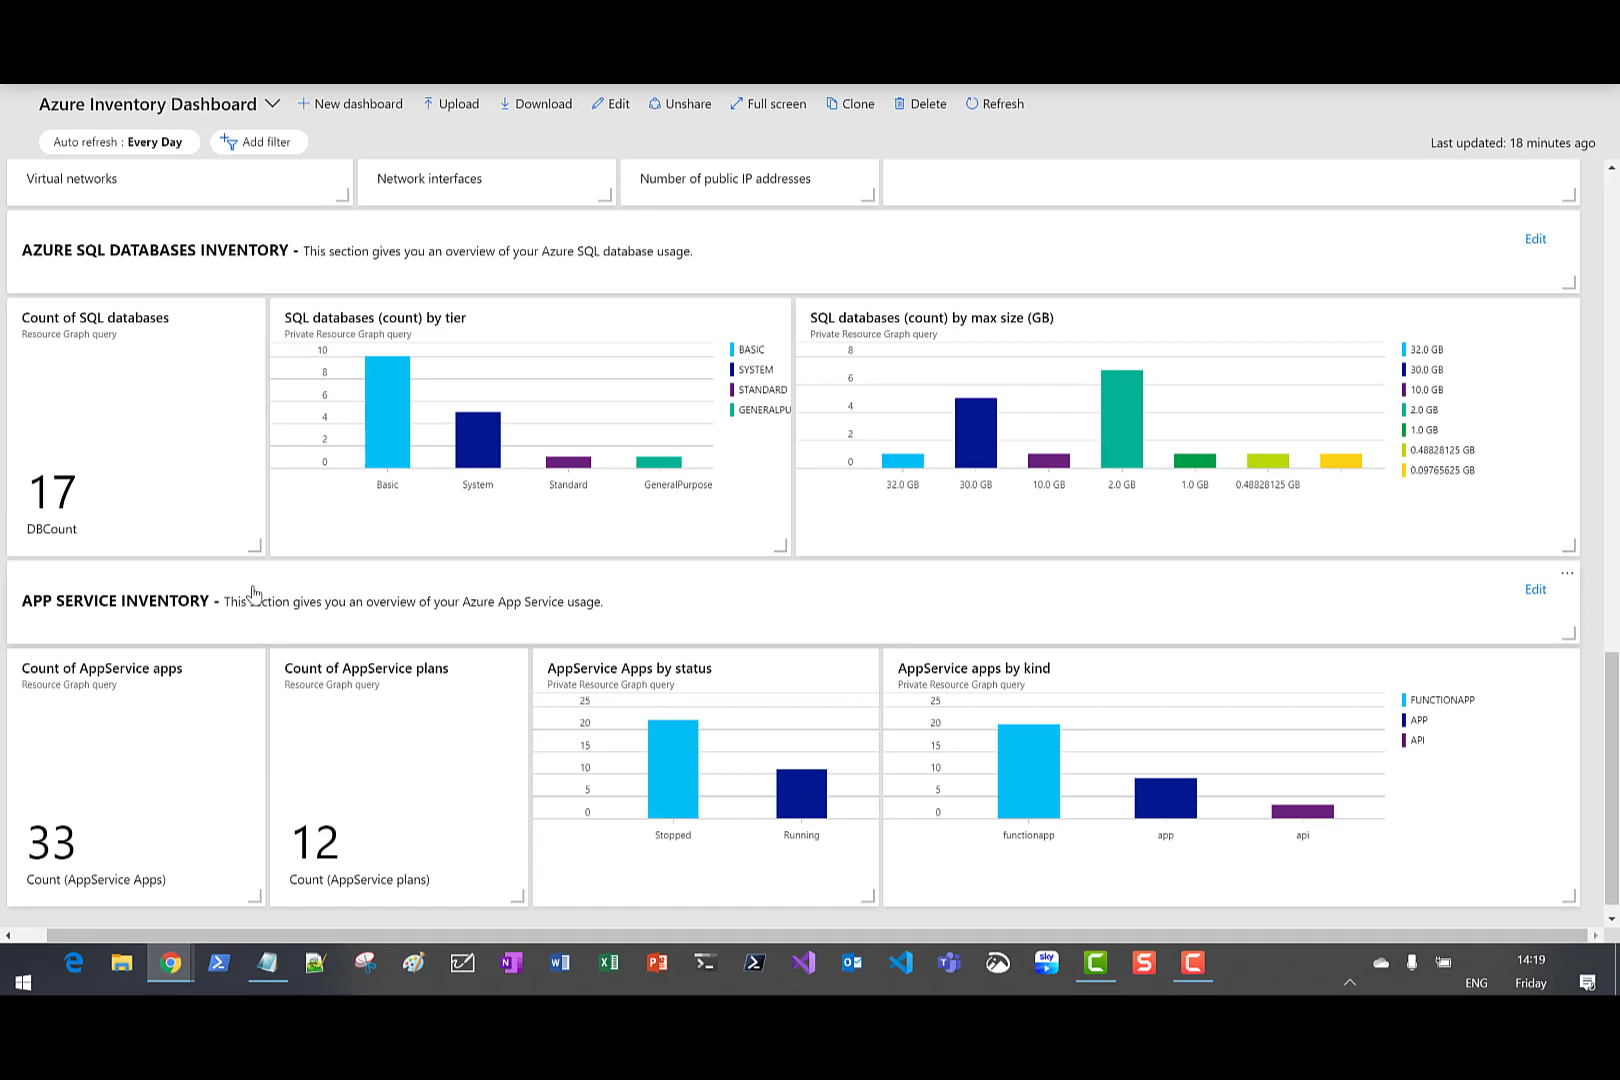 Azure Inventory Dashboard
New dashboard
Upload
Download
Edit
Unshare
Full screen
Clone
Delete
Refresh
Auto refresh : Every Day
Add filter
Last updated: 18 minutes ago
Virtual networks
Network interfaces
Number of public IP addresses
AZURE SQL DATABASES INVENTORY - This section gives you an overview of your Azure SQL database usage.
Edit
Count of SQL databases
Resource Graph query
17
DBCount
SQL databases (count) by tier
Private Resource Graph query
10
8
6
4
2
0
Basic
System
Standard
GeneralPurpose
BASIC
SYSTEM
STANDARD
GENERALPU
SQL databases (count) by max size (GB)
Private Resource Graph query
8
6
4
2
0
32.0 GB
30.0 GB
10.0 GB
2.0 GB
1.0 GB
0.48828125 GB
32.0 GB
30.0 GB
10.0 GB
2.0 GB
1.0 GB
0.48828125 GB
0.09765625 GB
APP SERVICE INVENTORY - This section gives you an overview of your Azure App Service usage.
Edit
Count of AppService apps
Resource Graph query
33
Count (AppService Apps)
Count of AppService plans
Resource Graph query
12
Count (AppService plans)
AppService Apps by status
Private Resource Graph query
25
20
15
10
5
0
Stopped
Running
AppService apps by kind
Private Resource Graph query
25
20
15
10
5
0
functionapp
app
api
FUNCTIONAPP
APP
API
sky
ENG
14:19
Friday